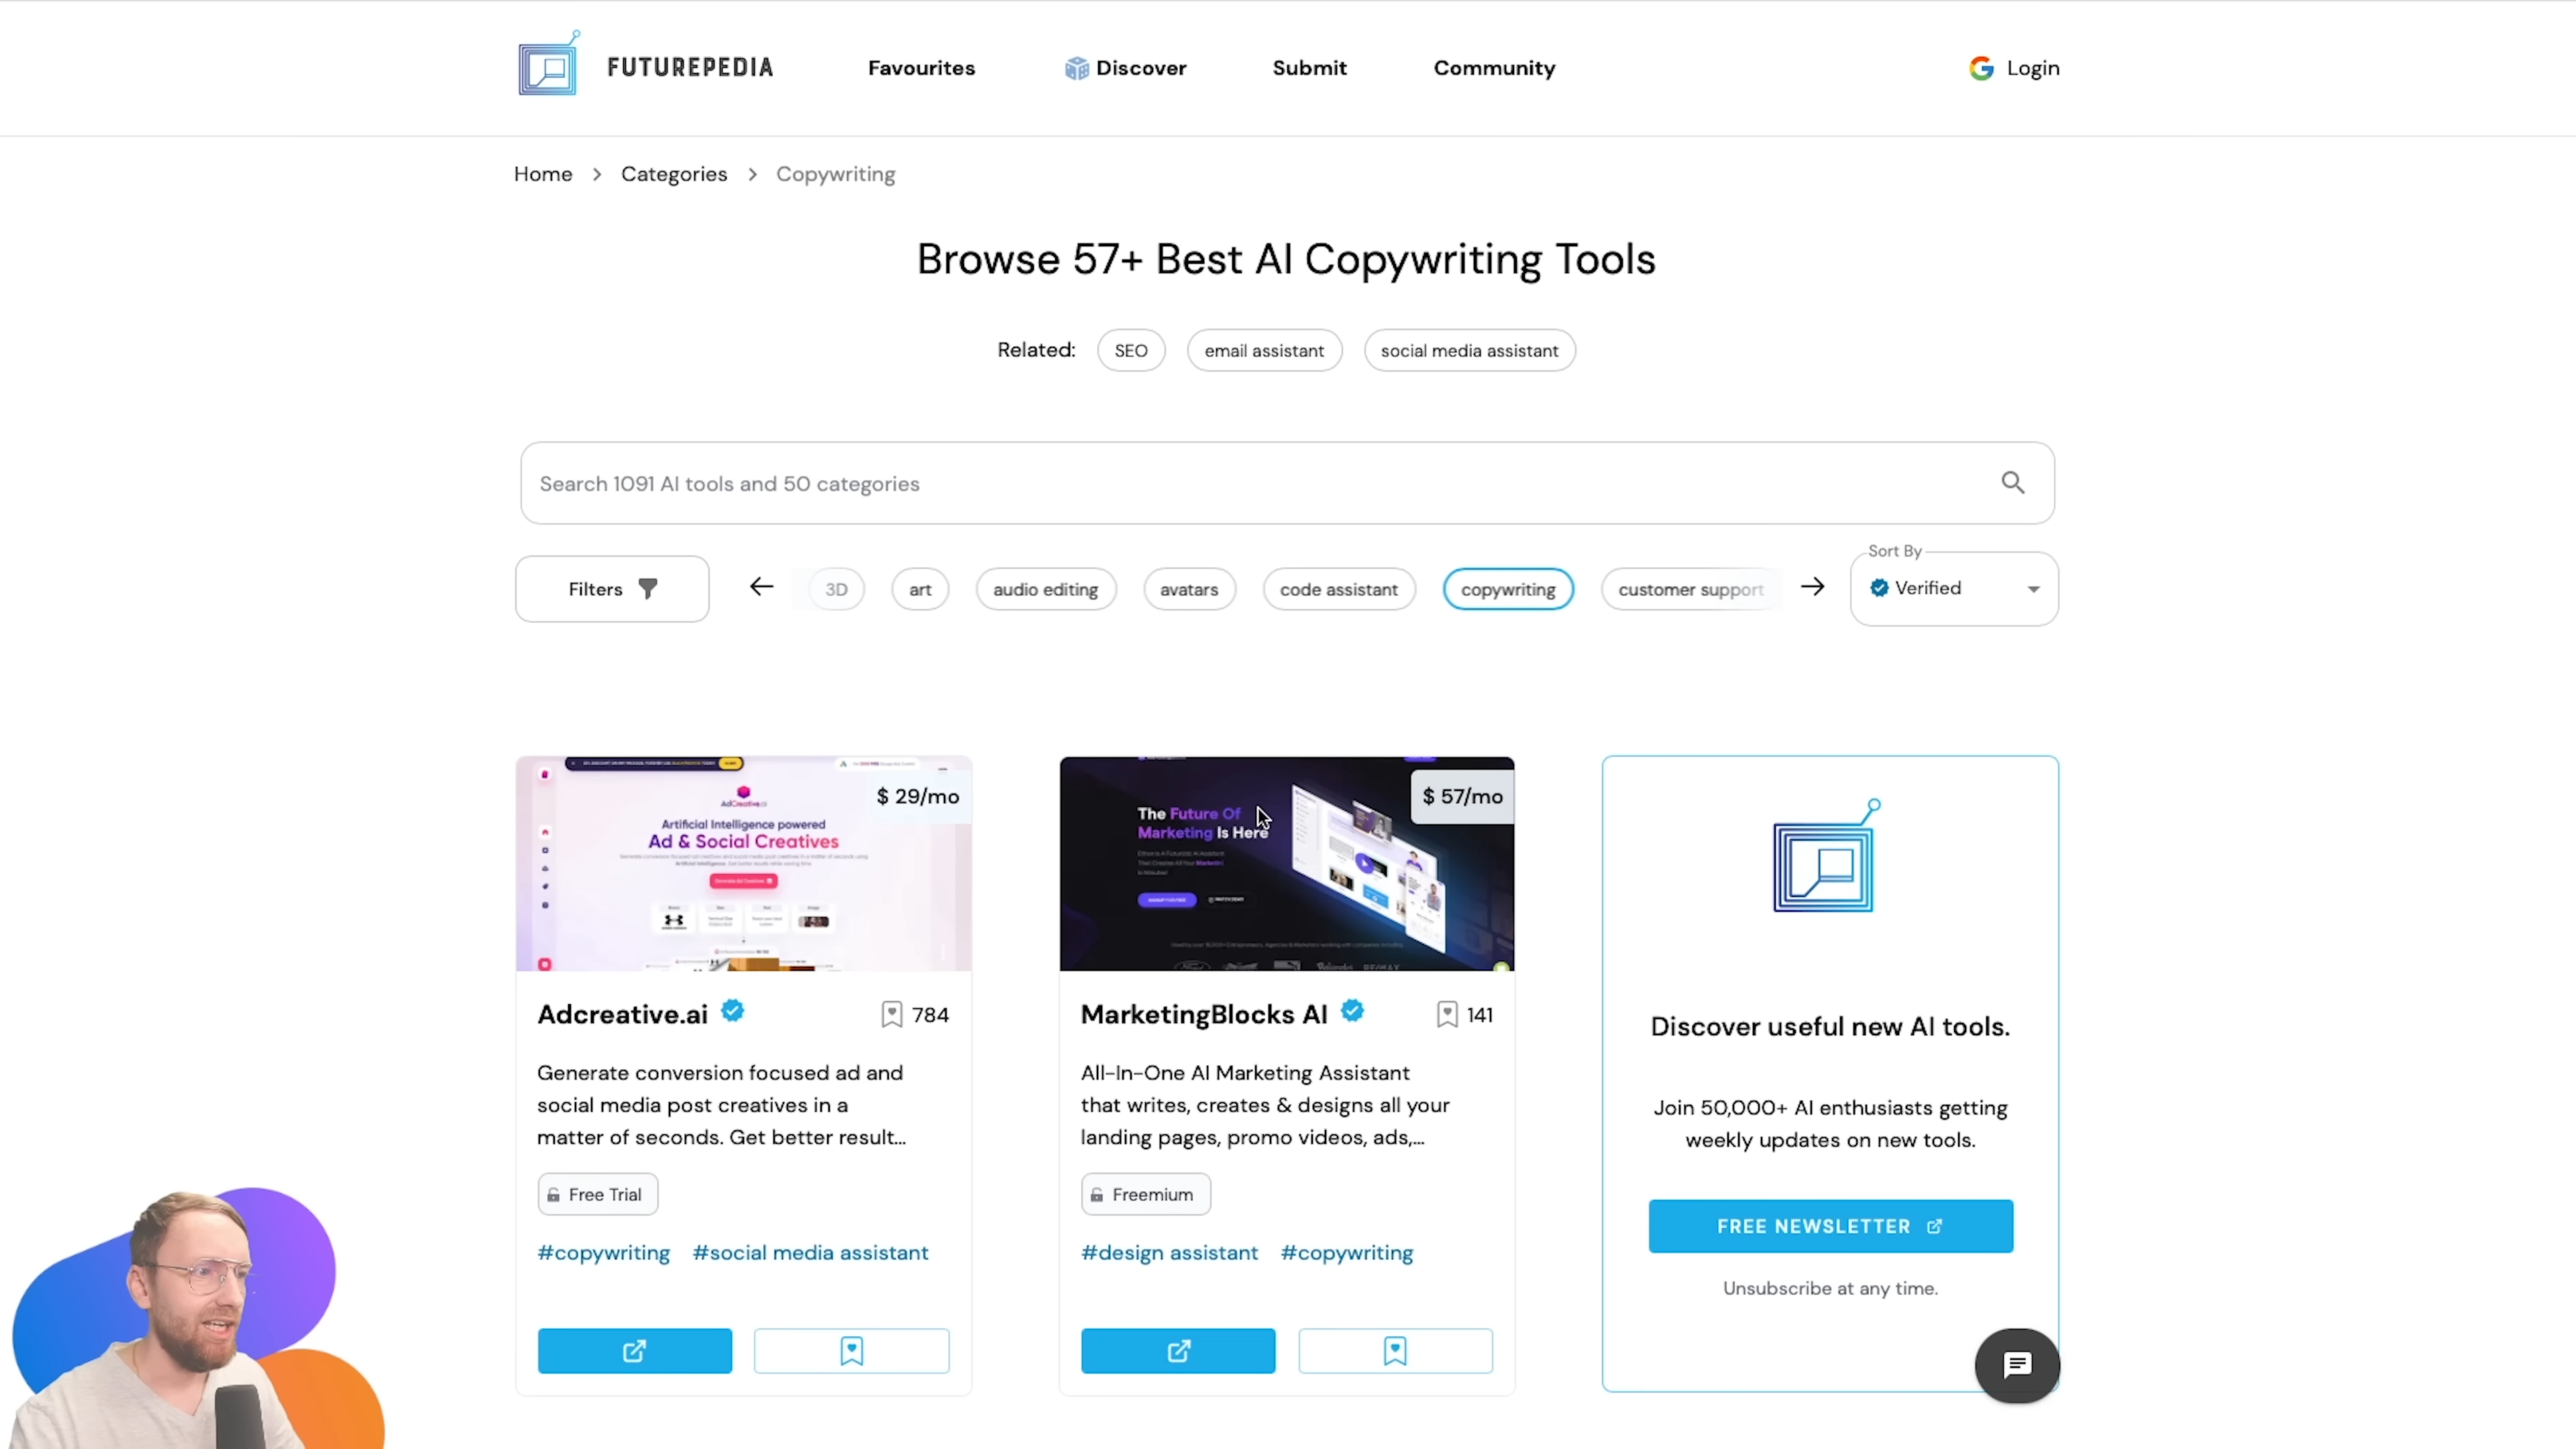 FUTUREPEDIA
Favourites
Discover
Submit
Community
Login
Home > Categories > Copywriting
Browse 57+ Best AI Copywriting Tools
Related: SEO email assistant social media assistant
Search 1091 AI tools and 50 categories
Filters
3D
art
audio editing
avatars
code assistant
copywriting
customer support
Sort By
Verified
$ 29/mo
AdCreative.ai
Artificial Intelligence powered
Ad & Social Creatives
Adcreative.ai
784
Generate conversion focused ad and
social media post creatives in a
matter of seconds. Get better result...
Free Trial
#copywriting #social media assistant
$ 57/mo
The Future Of
Marketing Is Here
MarketingBlocks AI
141
All-In-One AI Marketing Assistant
that writes, creates & designs all your
landing pages, promo videos, ads,...
Freemium
#design assistant #copywriting
Discover useful new AI tools.
Join 50,000+ AI enthusiasts getting
weekly updates on new tools.
FREE NEWSLETTER
Unsubscribe at any time.